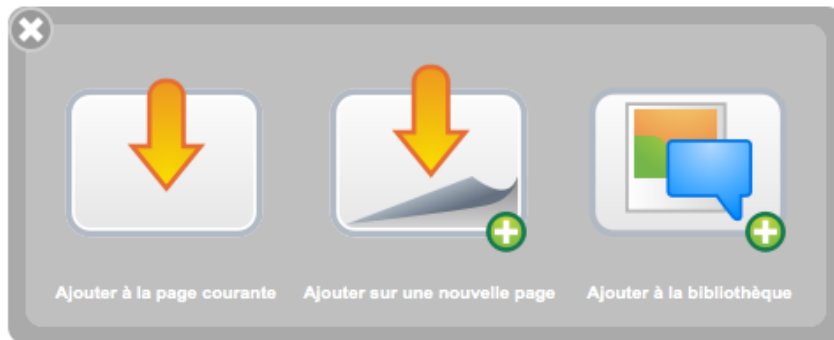 Ajouter à la page courante
Ajouter sur une nouvelle page
Ajouter à la bibliothèque